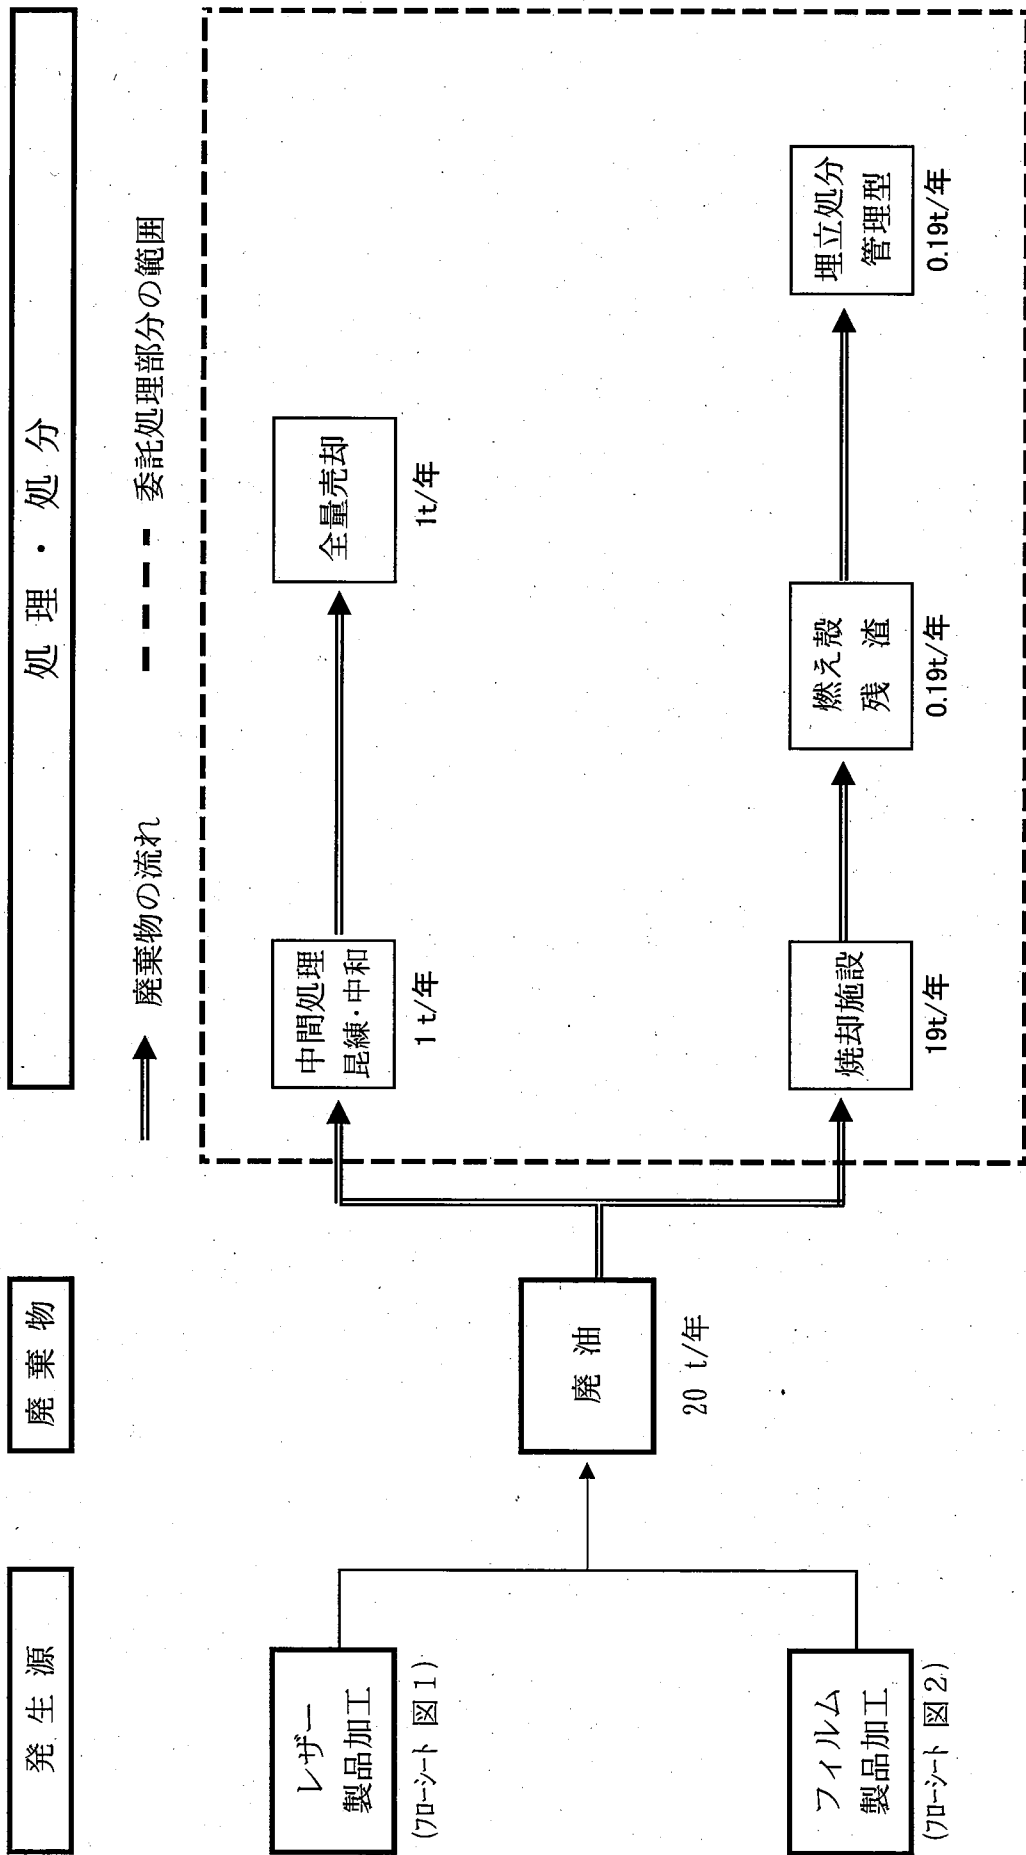 発生源
廃棄物
処理・処分
廃棄物の流れ
委託処理部分の範囲
レザー
製品加工
(フローシート 図1)
フィルム
製品加工
(フローシート 図2)
廃油
20 t/年
中間処理
昆練・中和
1 t/年
全量売却
1t/年
焼却施設
19t/年
燃え殻
残渣
0.19t/年
埋立処分
管理型
0.19t/年